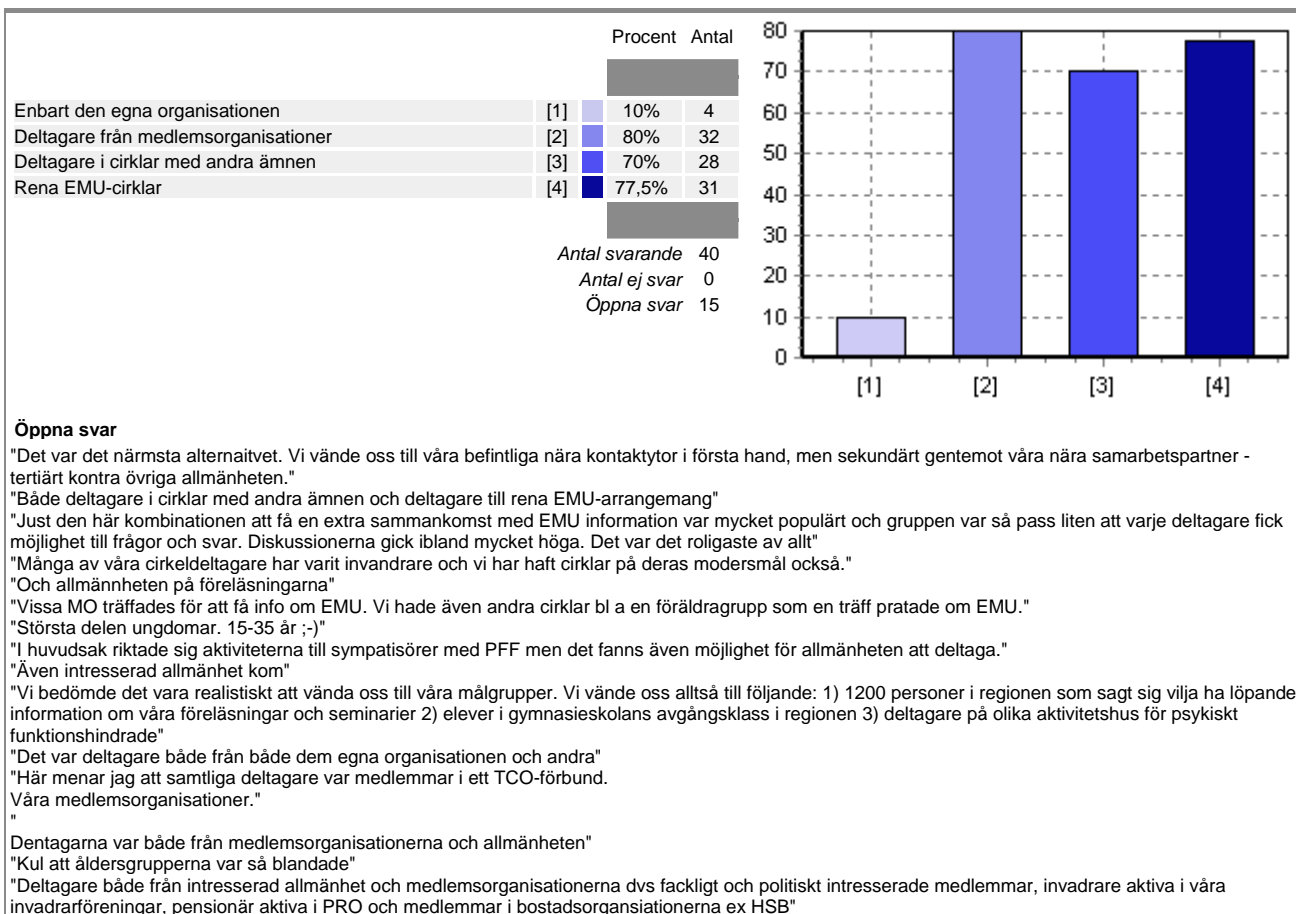 Procent Antal
Enbart den egna organisationen [1] 10% 4
Deltagare från medlemsorganisationer [2] 80% 32
Deltagare i cirklar med andra ämnen [3] 70% 28
Rena EMU-cirklar [4] 77,5% 31
Antal svarande 40
Antal ej svar 0
Öppna svar 15
80
70
60
50
40
30
20
10
0
[1] [2] [3] [4]
Öppna svar
"Det var det närmsta alternaitvet. Vi vände oss till våra befintliga nära kontaktytor i första hand, men sekundärt gentemot våra nära samarbetspartner -
tertiärt kontra övriga allmänheten."
"Både deltagare i cirklar med andra ämnen och deltagare till rena EMU-arrangemang"
"Just den här kombinationen att få en extra sammankomst med EMU information var mycket populärt och gruppen var så pass liten att varje deltagare fick
möjlighet till frågor och svar. Diskussionerna gick ibland mycket höga. Det var det roligaste av allt"
"Många av våra cirkeldeltagare har varit invandrare och vi har haft cirklar på deras modersmål också."
"Och allmännheten på föreläsningarna"
"Vissa MO träffades för att få info om EMU. Vi hade även andra cirklar bl a en föräldragrupp som en träff pratade om EMU."
"Största delen ungdomar. 15-35 år ;-)"
"I huvudsak riktade sig aktiviteterna till sympatisörer med PFF men det fanns även möjlighet för allmänheten att deltaga."
"Även intresserad allmänhet kom"
"Vi bedömde det vara realistiskt att vända oss till våra målgrupper. Vi vände oss alltså till följande: 1) 1200 personer i regionen som sagt sig vilja ha löpande
information om våra föreläsningar och seminarier 2) elever i gymnasieskolans avgångsklass i regionen 3) deltagare på olika aktivitetshus för psykiskt
funktionshindrade"
"Det var deltagare både från både dem egna organisationen och andra"
"Här menar jag att samtliga deltagare var medlemmar i ett TCO-förbund.
Våra medlemsorganisationer."
"
Dentagarna var både från medlemsorganisationerna och allmänheten"
"Kul att åldersgrupperna var så blandade"
"Deltagare både från intresserad allmänhet och medlemsorganisationerna dvs fackligt och politiskt intresserade medlemmar, invadrare aktiva i våra
invadrarföreningar, pensionär aktiva i PRO och medlemmar i bostadsorgansiationerna ex HSB"